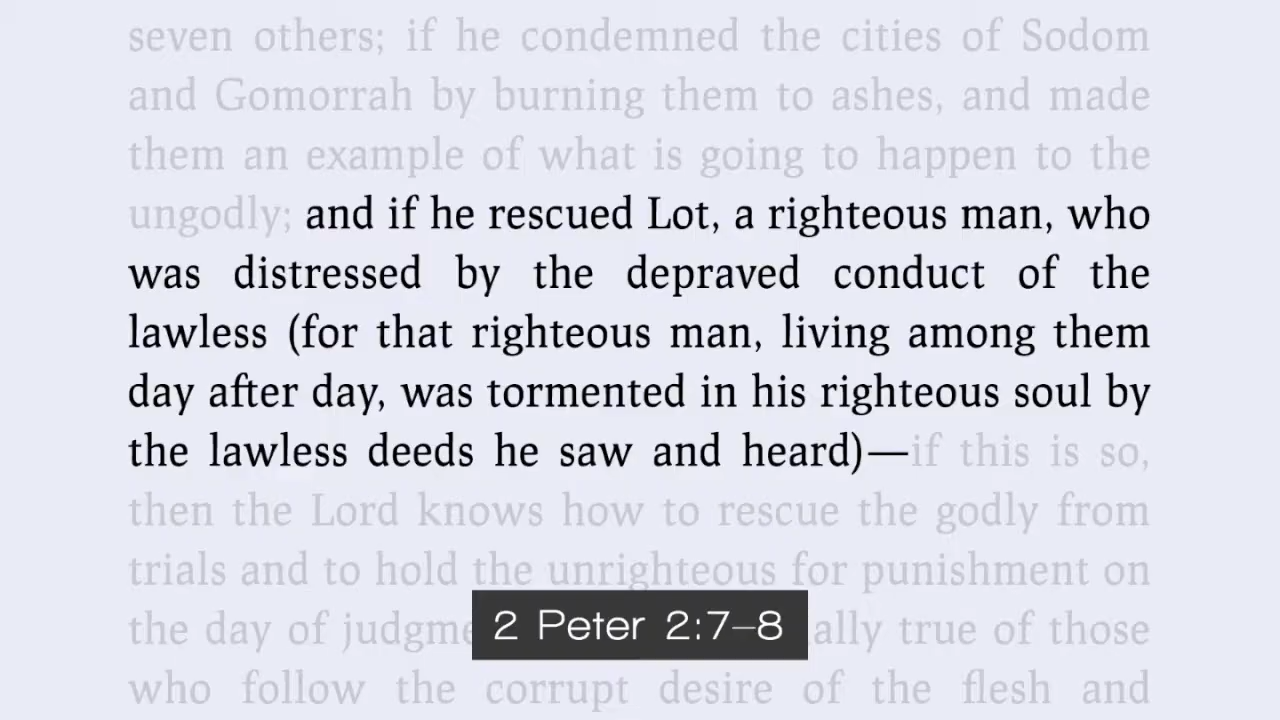 seven others; if he condemned the cities of Sodom
and Gomorrah by burning them to ashes, and made
them an example of what is going to happen to the
ungodly; and if he rescued Lot, a righteous man, who
was distressed by the depraved conduct of the
lawless (for that righteous man, living among them
day after day, was tormented in his righteous soul by
the lawless deeds he saw and heard)—if this is so,
then the Lord knows how to rescue the godly from
trials and to hold the unrighteous for punishment on
the day of true of those
2 Peter 2:7–8
who follow the corrupt desire of the flesh and